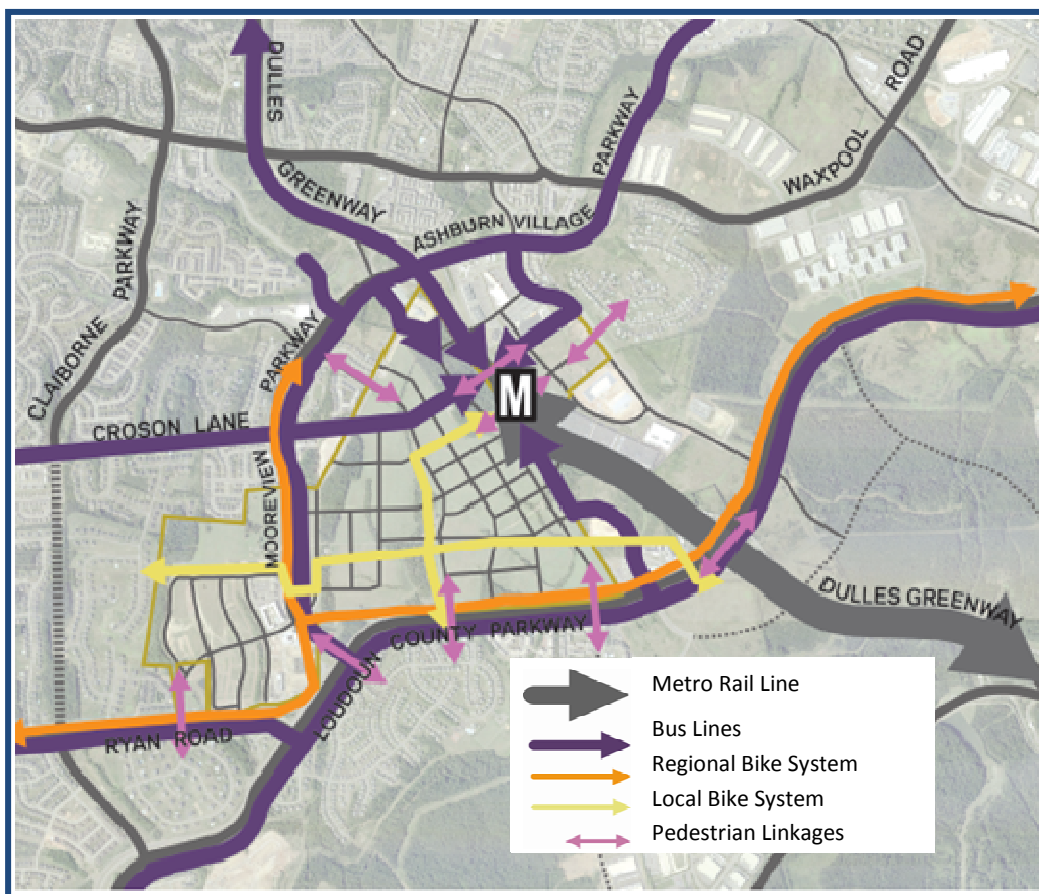 DULLES
GREENWAY
ASHBURN VILLAGE
PARKWAY
WAXPOOL
ROAD
CLAIBORNE
PARKWAY
PARKWAY
MOOREVIEW
CROSON LANE
M
DULLES GREENWAY
LOUDOUN COUNTY PARKWAY
RYAN ROAD
Metro Rail Line
Bus Lines
Regional Bike System
Local Bike System
Pedestrian Linkages